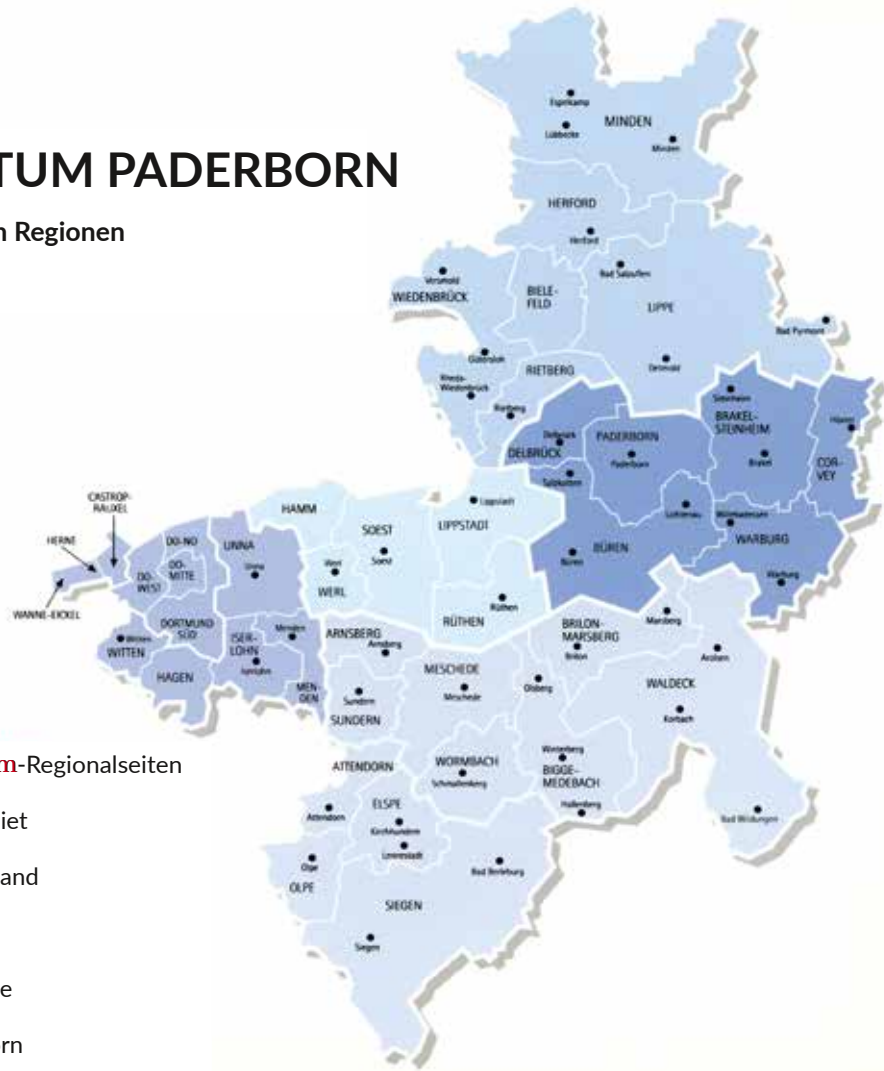 TUM PADERBORN
n Regionen
Espelkamp
Lübbecke
MINDEN
Minden
HERFORD
Herford
Bad Salzuflen
Versmold
WIEDENBRÜCK
BIELE-
FELD
LIPPE
Bad Pyrmont
Gütersloh
RIETBERG
Detmold
Rheda-
Wiedenbrück
Rietberg
Steinheim
BRAKEL-
STEINHEIM
Höxter
Delbrück
DELBRÜCK
PADERBORN
Paderborn
Brakel
COR-
VEY
Salzkotten
Lichtenau
WARBURG
Warburg
BÜREN
Büren
CASTROP-
RAUXEL
HERNE
WANNE-EICKEL
HAMM
SOEST
Soest
LIPPSTADT
Lippstadt
DO-NO
DO-
MITTE
DO-
WEST
UNNA
Unna
Werl
WERL
RÜTHEN
Rüthen
DORTMUND
SÜD
Witten
WITTEN
HAGEN
ISER-
LOHN
Iserlohn
Menden
MEN-
DEN
ARNSBERG
Arnsberg
BRILON-
MARSBERG
Brilon
Marsberg
Arolsen
MESCHEDE
Meschede
Olsberg
WALDECK
Korbach
Sundern
SUNDERN
ATTENDORN
Attendorn
WORMBACH
Schmallenberg
Winterberg
BIGGE-
MEDEBACH
Hallenberg
Bad Wildungen
ELSPE
Kirchhundem
Lennestadt
Olpe
OLPE
Bad Berleburg
SIEGEN
Siegen
m-Regionalseiten
iet
and
e
rn